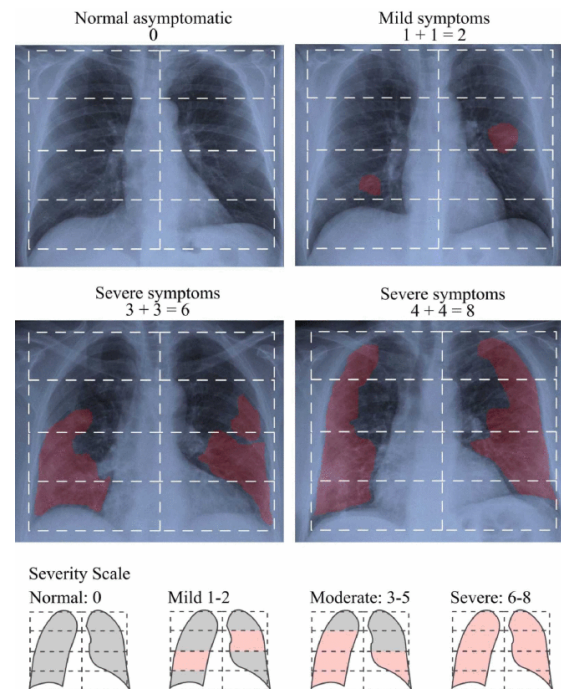 Normal asymptomatic
0
Mild symptoms
1 + 1 = 2
Severe symptoms
3 + 3 = 6
Severe symptoms
4 + 4 = 8
Severity Scale
Normal: 0
Mild 1-2
Moderate: 3-5
Severe: 6-8